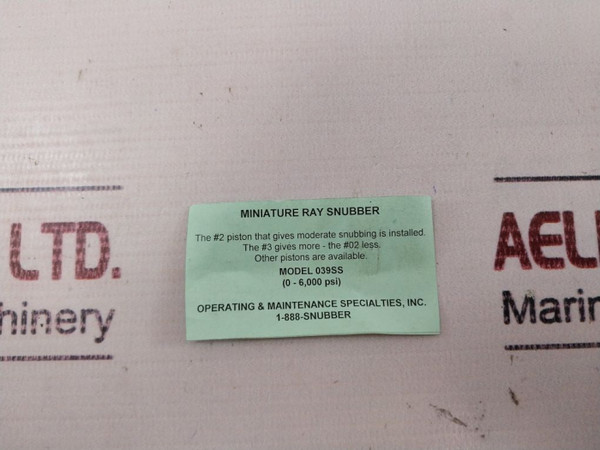 MINIATURE RAY SNUBBER
The #2 piston that gives moderate snubbing is installed.
The #3 gives more - the #02 less.
Other pistons are available.
MODEL 039SS
(0 - 6,000 psi)
OPERATING & MAINTENANCE SPECIALTIES, INC.
1-888-SNUBBER
LTD.
hinery
AELI
Marin